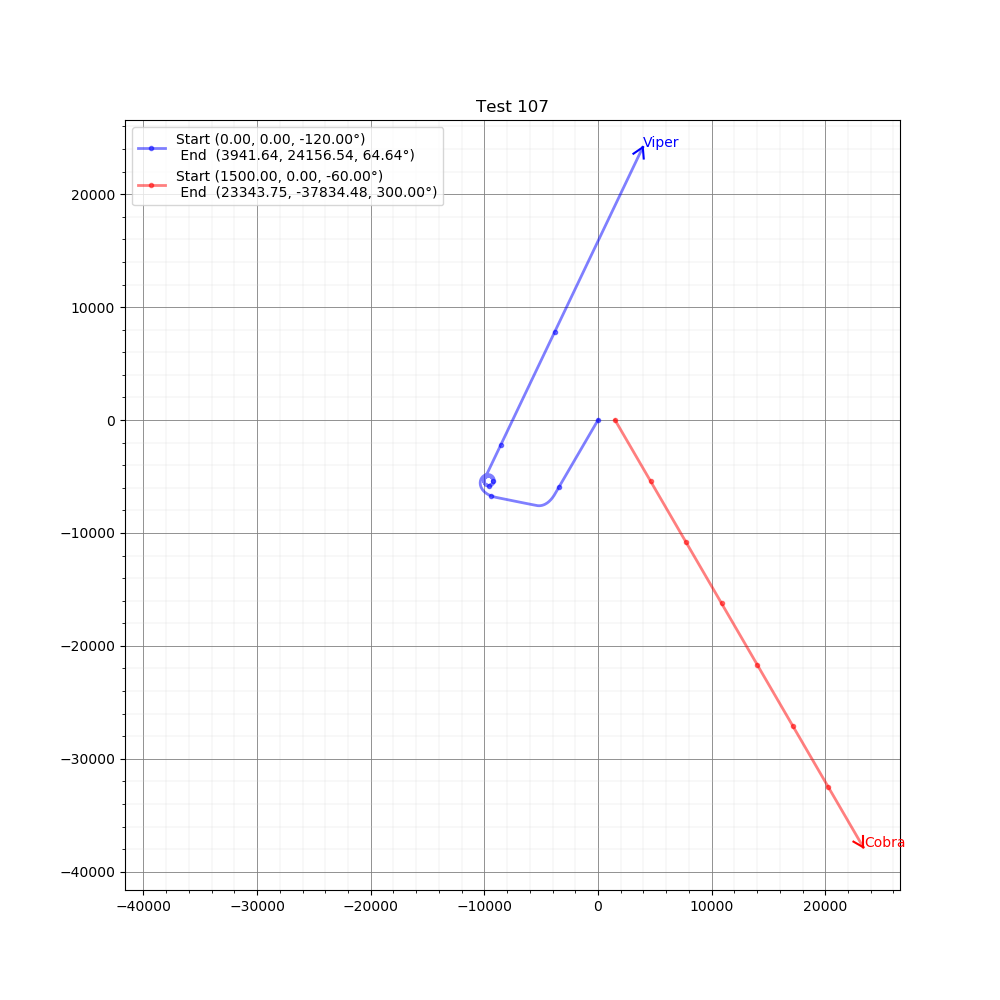 Test 107
Start (0.00, 0.00, -120.00°)
End (3941.64, 24156.54, 64.64°)
Start (1500.00, 0.00, -60.00°)
End (23343.75, -37834.48, 300.00°)
Viper
Cobra
20000
10000
0
−10000
−20000
−30000
−40000
−40000 −30000 −20000 −10000 0 10000 20000